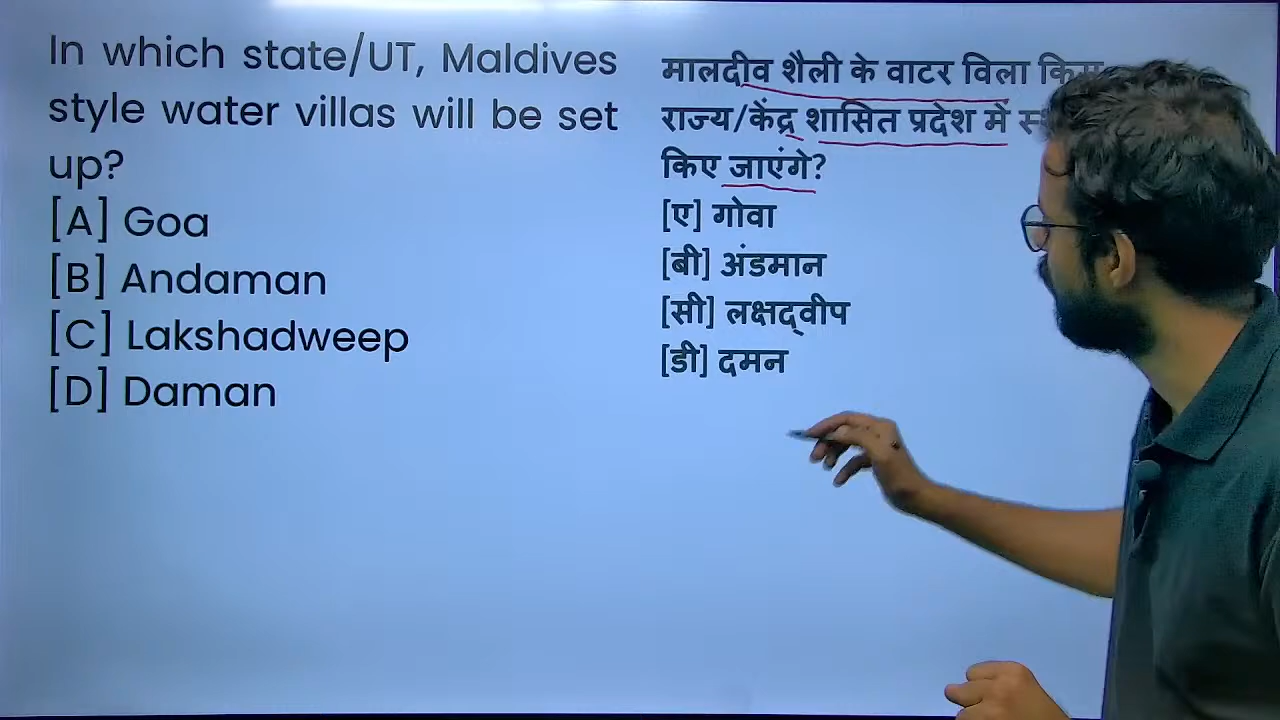 In which state/UT, Maldives
style water villas will be set
up?
[A] Goa
[B] Andaman
[C] Lakshadweep
[D] Daman
मालदीव शैली के वाटर विला
राज्य/केंद्र शासित प्रदेश में
किए जाएंगे?
[ए] गोवा
[बी] अंडमान
[सी] लक्षद्वीप
[डी] दमन